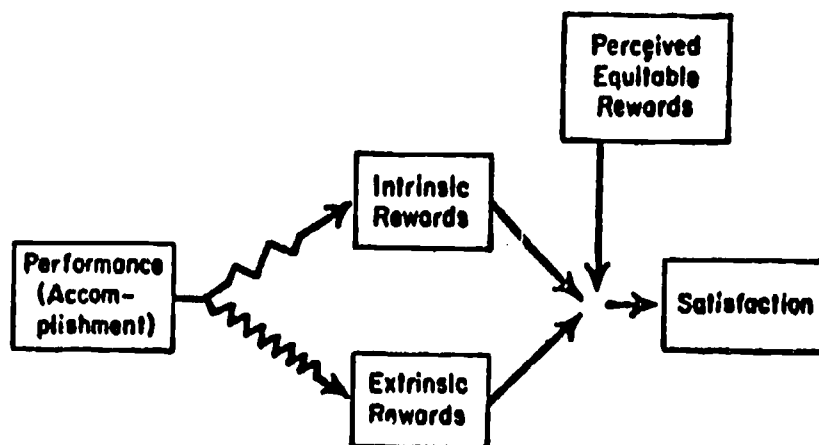 Perceived
Equitable
Rewards
Intrinsic
Rewards
Performance
(Accom-
plishment)
Satisfaction
Extrinsic
Rewards